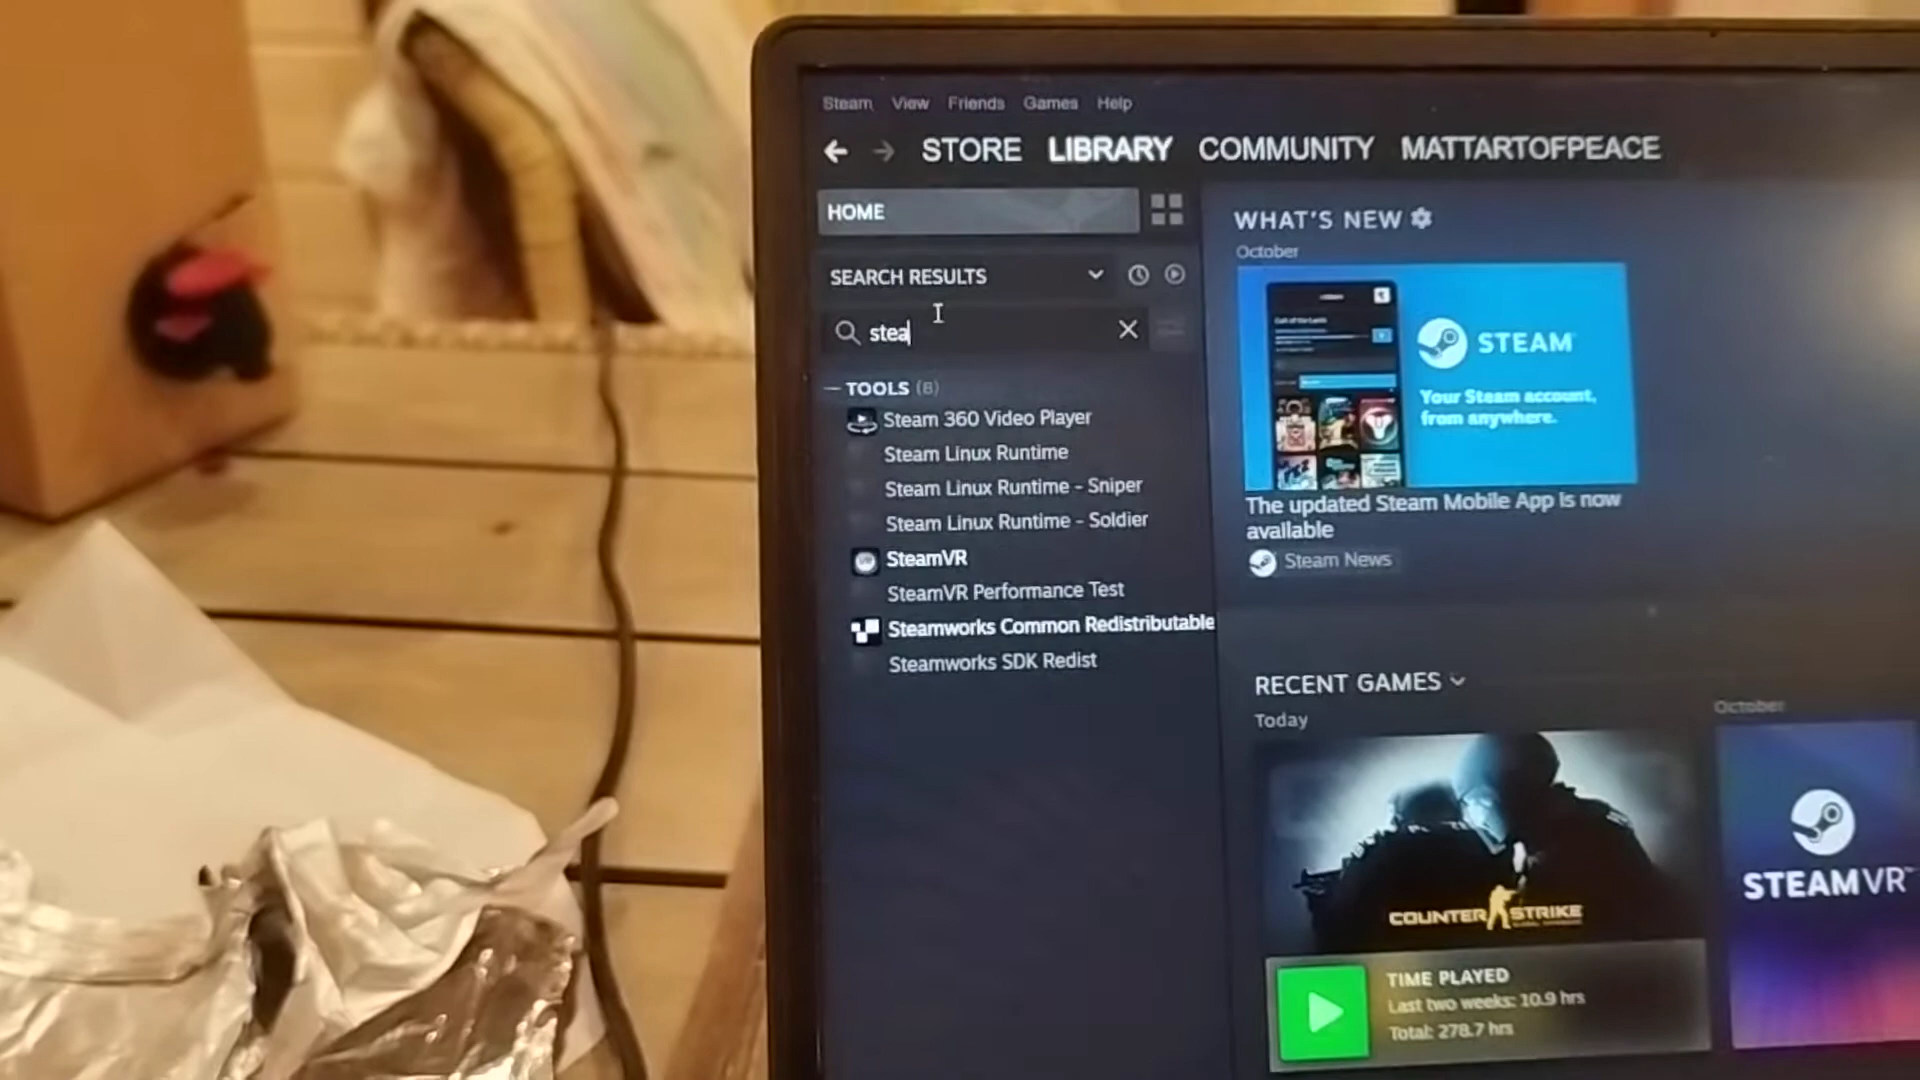 Steam View Friends Games Help
STORE LIBRARY COMMUNITY MATTARTOFPEACE
HOME
SEARCH RESULTS
stea
— TOOLS (8)
Steam 360 Video Player
Steam Linux Runtime
Steam Linux Runtime - Sniper
Steam Linux Runtime - Soldier
SteamVR
SteamVR Performance Test
Steamworks Common Redistributable
Steamworks SDK Redist
WHAT'S NEW
October
STEAM
Your Steam account,
from anywhere.
The updated Steam Mobile App is now
available
Steam News
RECENT GAMES
Today
October
COUNTER STRIKE
STEAMVR™
TIME PLAYED
Last two weeks: 10.9 hrs
Total: 278.7 hrs